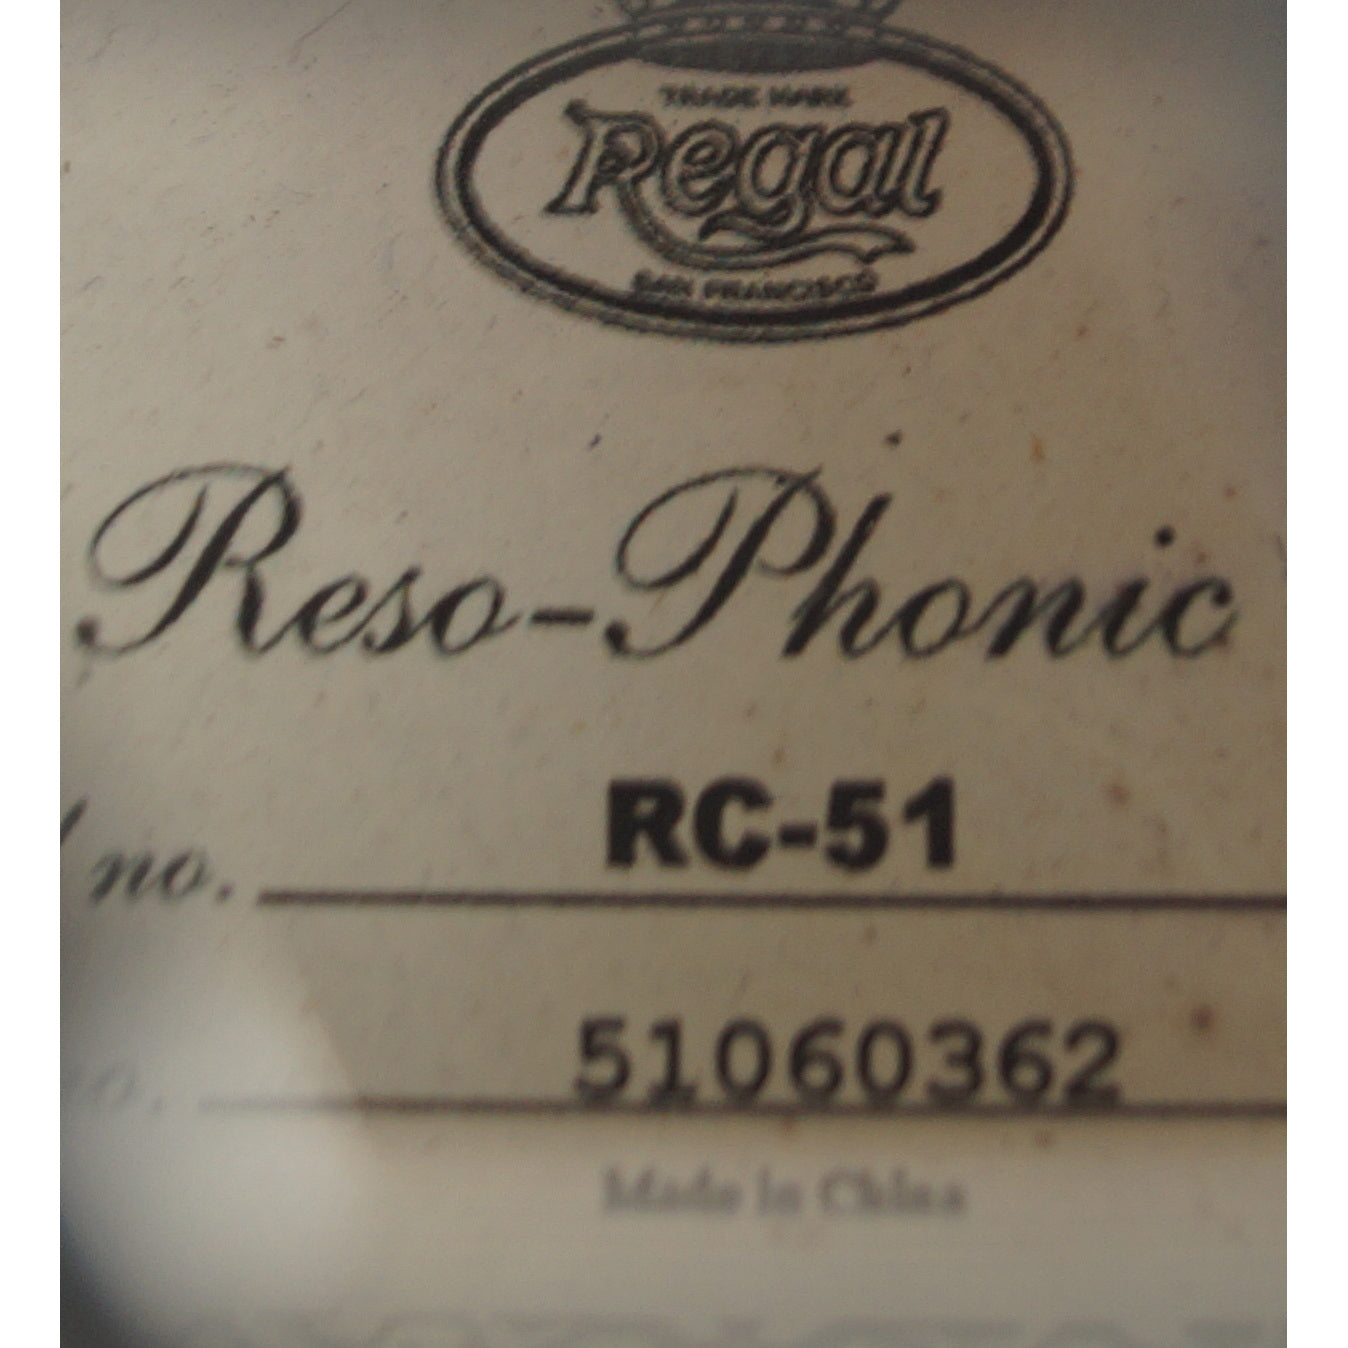 TRADE MARK
Regal
SAN FRANCISCO
Reso-Phonic
no. RC-51
o. 51060362
Made in China